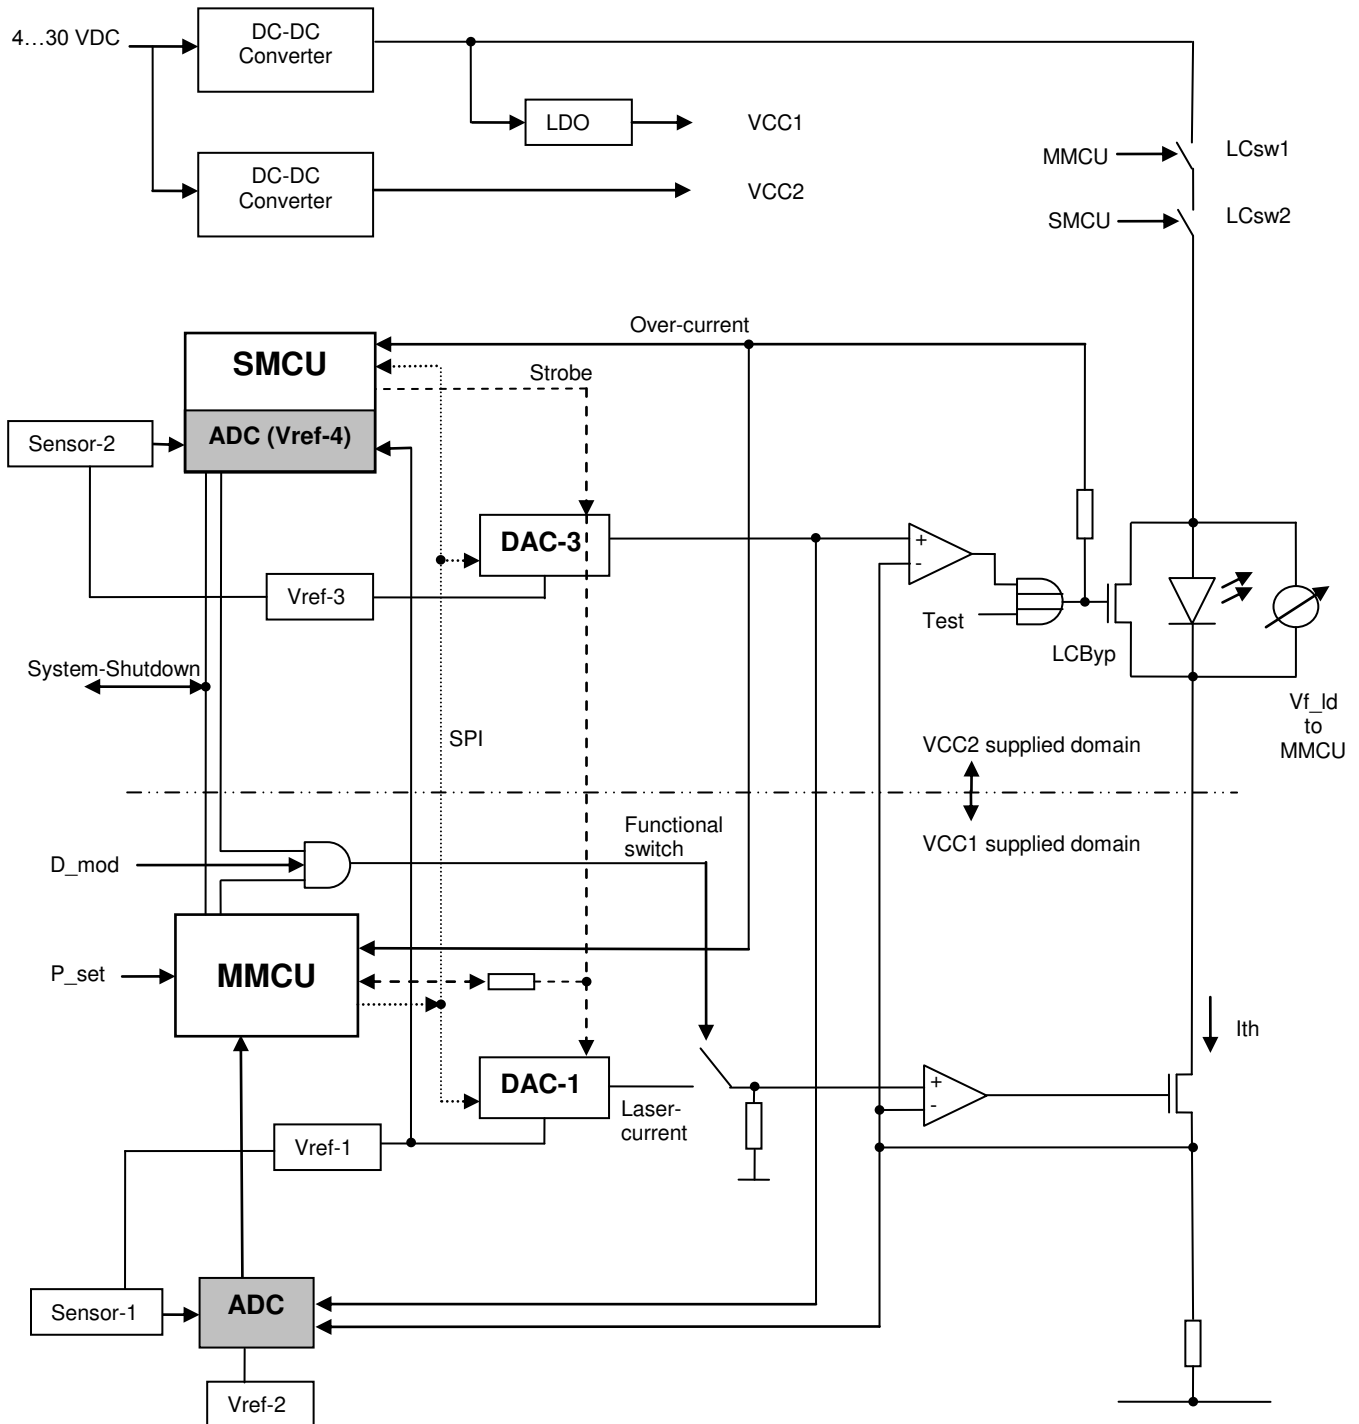 4…30 VDC
DC-DC
Converter
LDO
VCC1
MMCU
LCsw1
DC-DC
Converter
VCC2
SMCU
LCsw2
Over-current
SMCU
Strobe
ADC (Vref-4)
Sensor-2
DAC-3
+
-
Vref-3
Test
LCByp
System-Shutdown
Vf_ld
to
MMCU
SPI
VCC2 supplied domain
Functional
switch
VCC1 supplied domain
D_mod
P_set
MMCU
Ith
DAC-1
+
-
Laser-
current
Vref-1
Sensor-1
ADC
Vref-2